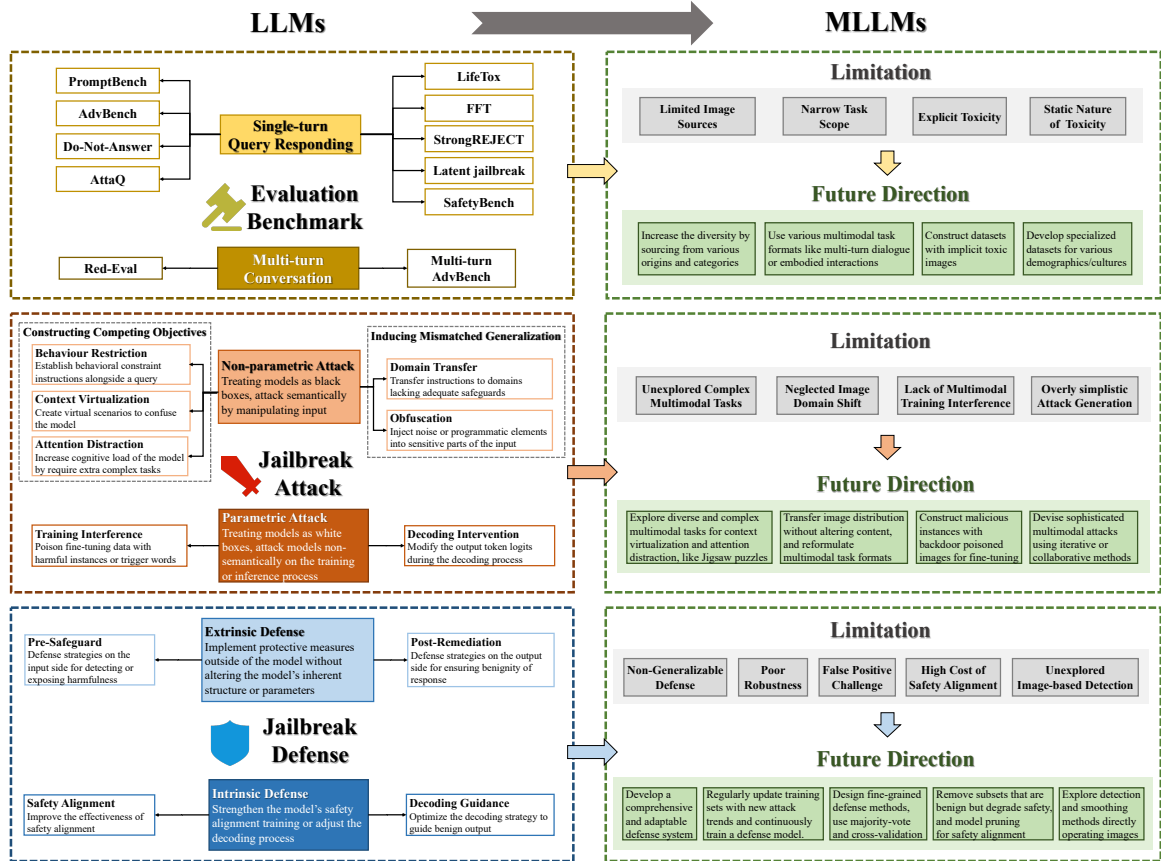 LLMs
MLLMs
PromptBench
AdvBench
Do-Not-Answer
AttaQ
Single-turn
Query Responding
LifeTox
FFT
StrongREJECT
Latent jailbreak
SafetyBench
Evaluation
Benchmark
Red-Eval
Multi-turn
Conversation
Multi-turn
AdvBench
Limitation
Limited Image
Sources
Narrow Task
Scope
Explicit Toxicity
Static Nature
of Toxicity
Future Direction
Increase the diversity by
sourcing from various
origins and categories
Use various multimodal task
formats like multi-turn dialogue
or embodied interactions
Construct datasets
with implicit toxic
images
Develop specialized
datasets for various
demographics/cultures
Constructing Competing Objectives
Behaviour Restriction
Establish behavioral constraint
instructions alongside a query
Context Virtualization
Create virtual scenarios to confuse
the model
Attention Distraction
Increase cognitive load of the model
by require extra complex tasks
Non-parametric Attack
Treating models as black
boxes, attack semantically
by manipulating input
Inducing Mismatched Generalization
Domain Transfer
Transfer instructions to domains
lacking adequate safeguards
Obfuscation
Inject noise or programmatic elements
into sensitive parts of the input
Jailbreak
Attack
Training Interference
Poison fine-tuning data with
harmful instances or trigger words
Parametric Attack
Treating models as white
boxes, attack models non-
semantically on the training
or inference process
Decoding Intervention
Modify the output token logits
during the decoding process
Limitation
Unexplored Complex
Multimodal Tasks
Neglected Image
Domain Shift
Lack of Multimodal
Training Interference
Overly simplistic
Attack Generation
Future Direction
Explore diverse and complex
multimodal tasks for context
virtualization and attention
distraction, like Jigsaw puzzles
Transfer image distribution
without altering content,
and reformulate
multimodal task formats
Construct malicious
instances with
backdoor poisoned
images for fine-tuning
Devise sophisticated
multimodal attacks
using iterative or
collaborative methods
Pre-Safeguard
Defense strategies on the
input side for detecting or
exposing harmfulness
Extrinsic Defense
Implement protective measures
outside of the model without
altering the model's inherent
structure or parameters
Post-Remediation
Defense strategies on the output
side for ensuring benignity of
response
Jailbreak
Defense
Safety Alignment
Improve the effectiveness of
safety alignment
Intrinsic Defense
Strengthen the model's safety
alignment training or adjust the
decoding process
Decoding Guidance
Optimize the decoding strategy to
guide benign output
Limitation
Non-Generalizable
Defense
Poor
Robustness
False Positive
Challenge
High Cost of
Safety Alignment
Unexplored
Image-based Detection
Future Direction
Develop a
comprehensive
and adaptable
defense system
Regularly update training
sets with new attack
trends and continuously
train a defense model.
Design fine-grained
defense methods,
use majority-vote
and cross-validation
Remove subsets that are
benign but degrade safety,
and model pruning
for safety alignment
Explore detection
and smoothing
methods directly
operating images